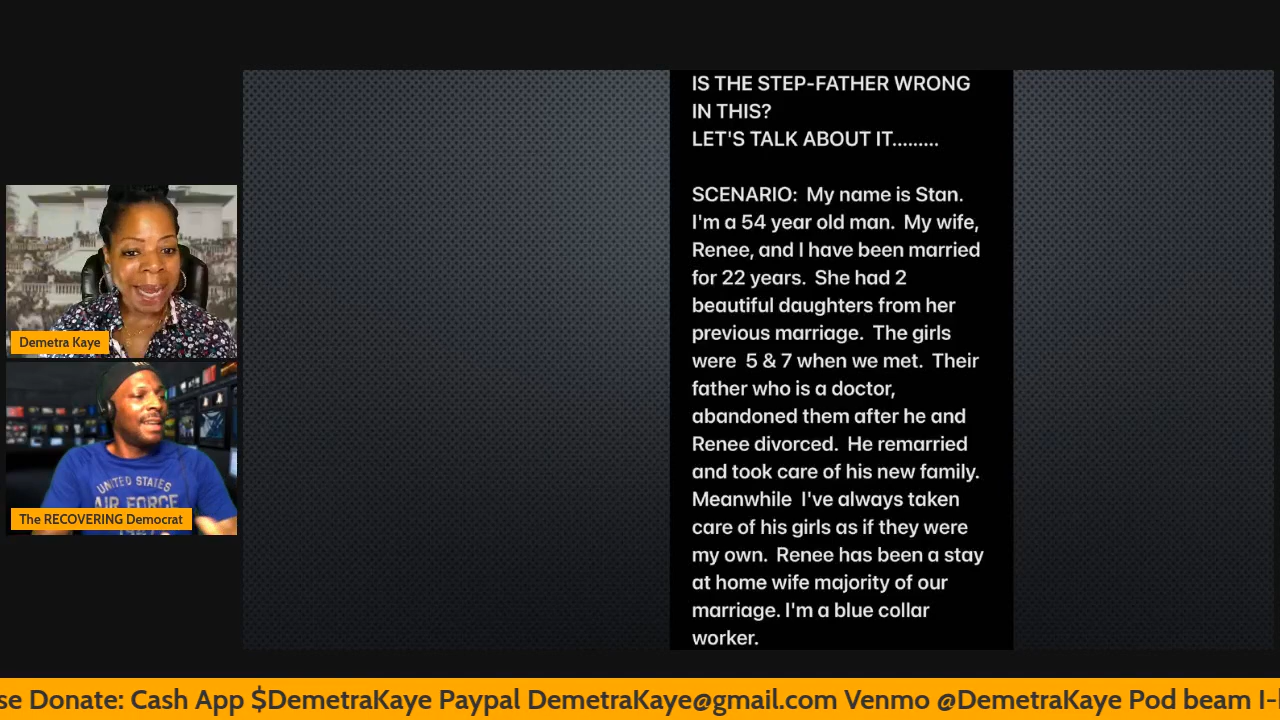 IS THE STEP-FATHER WRONG
IN THIS?
LET'S TALK ABOUT IT.........
SCENARIO: My name is Stan.
I'm a 54 year old man. My wife,
Renee, and I have been married
for 22 years. She had 2
beautiful daughters from her
previous marriage. The girls
were 5 & 7 when we met. Their
father who is a doctor,
abandoned them after he and
Renee divorced. He remarried
and took care of his new family.
Meanwhile I've always taken
care of his girls as if they were
my own. Renee has been a stay
at home wife majority of our
marriage. I'm a blue collar
worker.
Demetra Kaye
UNITED STATES
AIR FORCE
The RECOVERING Democrat
se Donate: Cash App $DemetraKaye Paypal DemetraKaye@gmail.com Venmo @DemetraKaye Pod beam I-